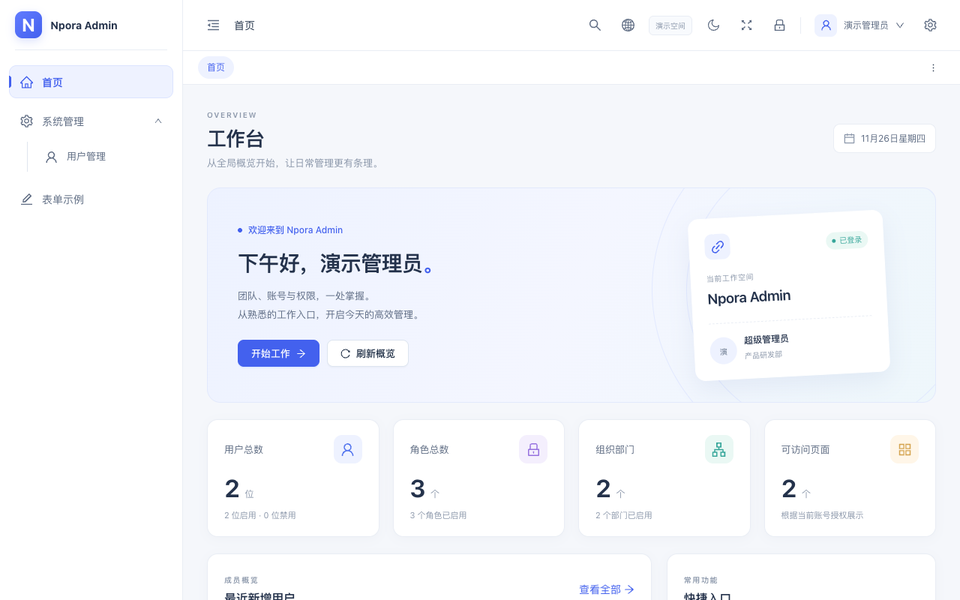 N Npora Admin
首页
演示空间
演示管理员
首页
系统管理
用户管理
表单示例
首页
OVERVIEW
工作台
从全局概览开始，让日常管理更有条理。
11月26日星期四
欢迎来到 Npora Admin
下午好，演示管理员。
团队、账号与权限，一处掌握。
从熟悉的工作入口，开启今天的高效管理。
开始工作
刷新概览
已登录
当前工作空间
Npora Admin
演
超级管理员
产品研发部
用户总数
2 位
2 位启用 · 0 位禁用
角色总数
3 个
3 个角色已启用
组织部门
2 个
2 个部门已启用
可访问页面
2 个
根据当前账号授权展示
成员概览
最近新增用户
查看全部
常用功能
快捷入口